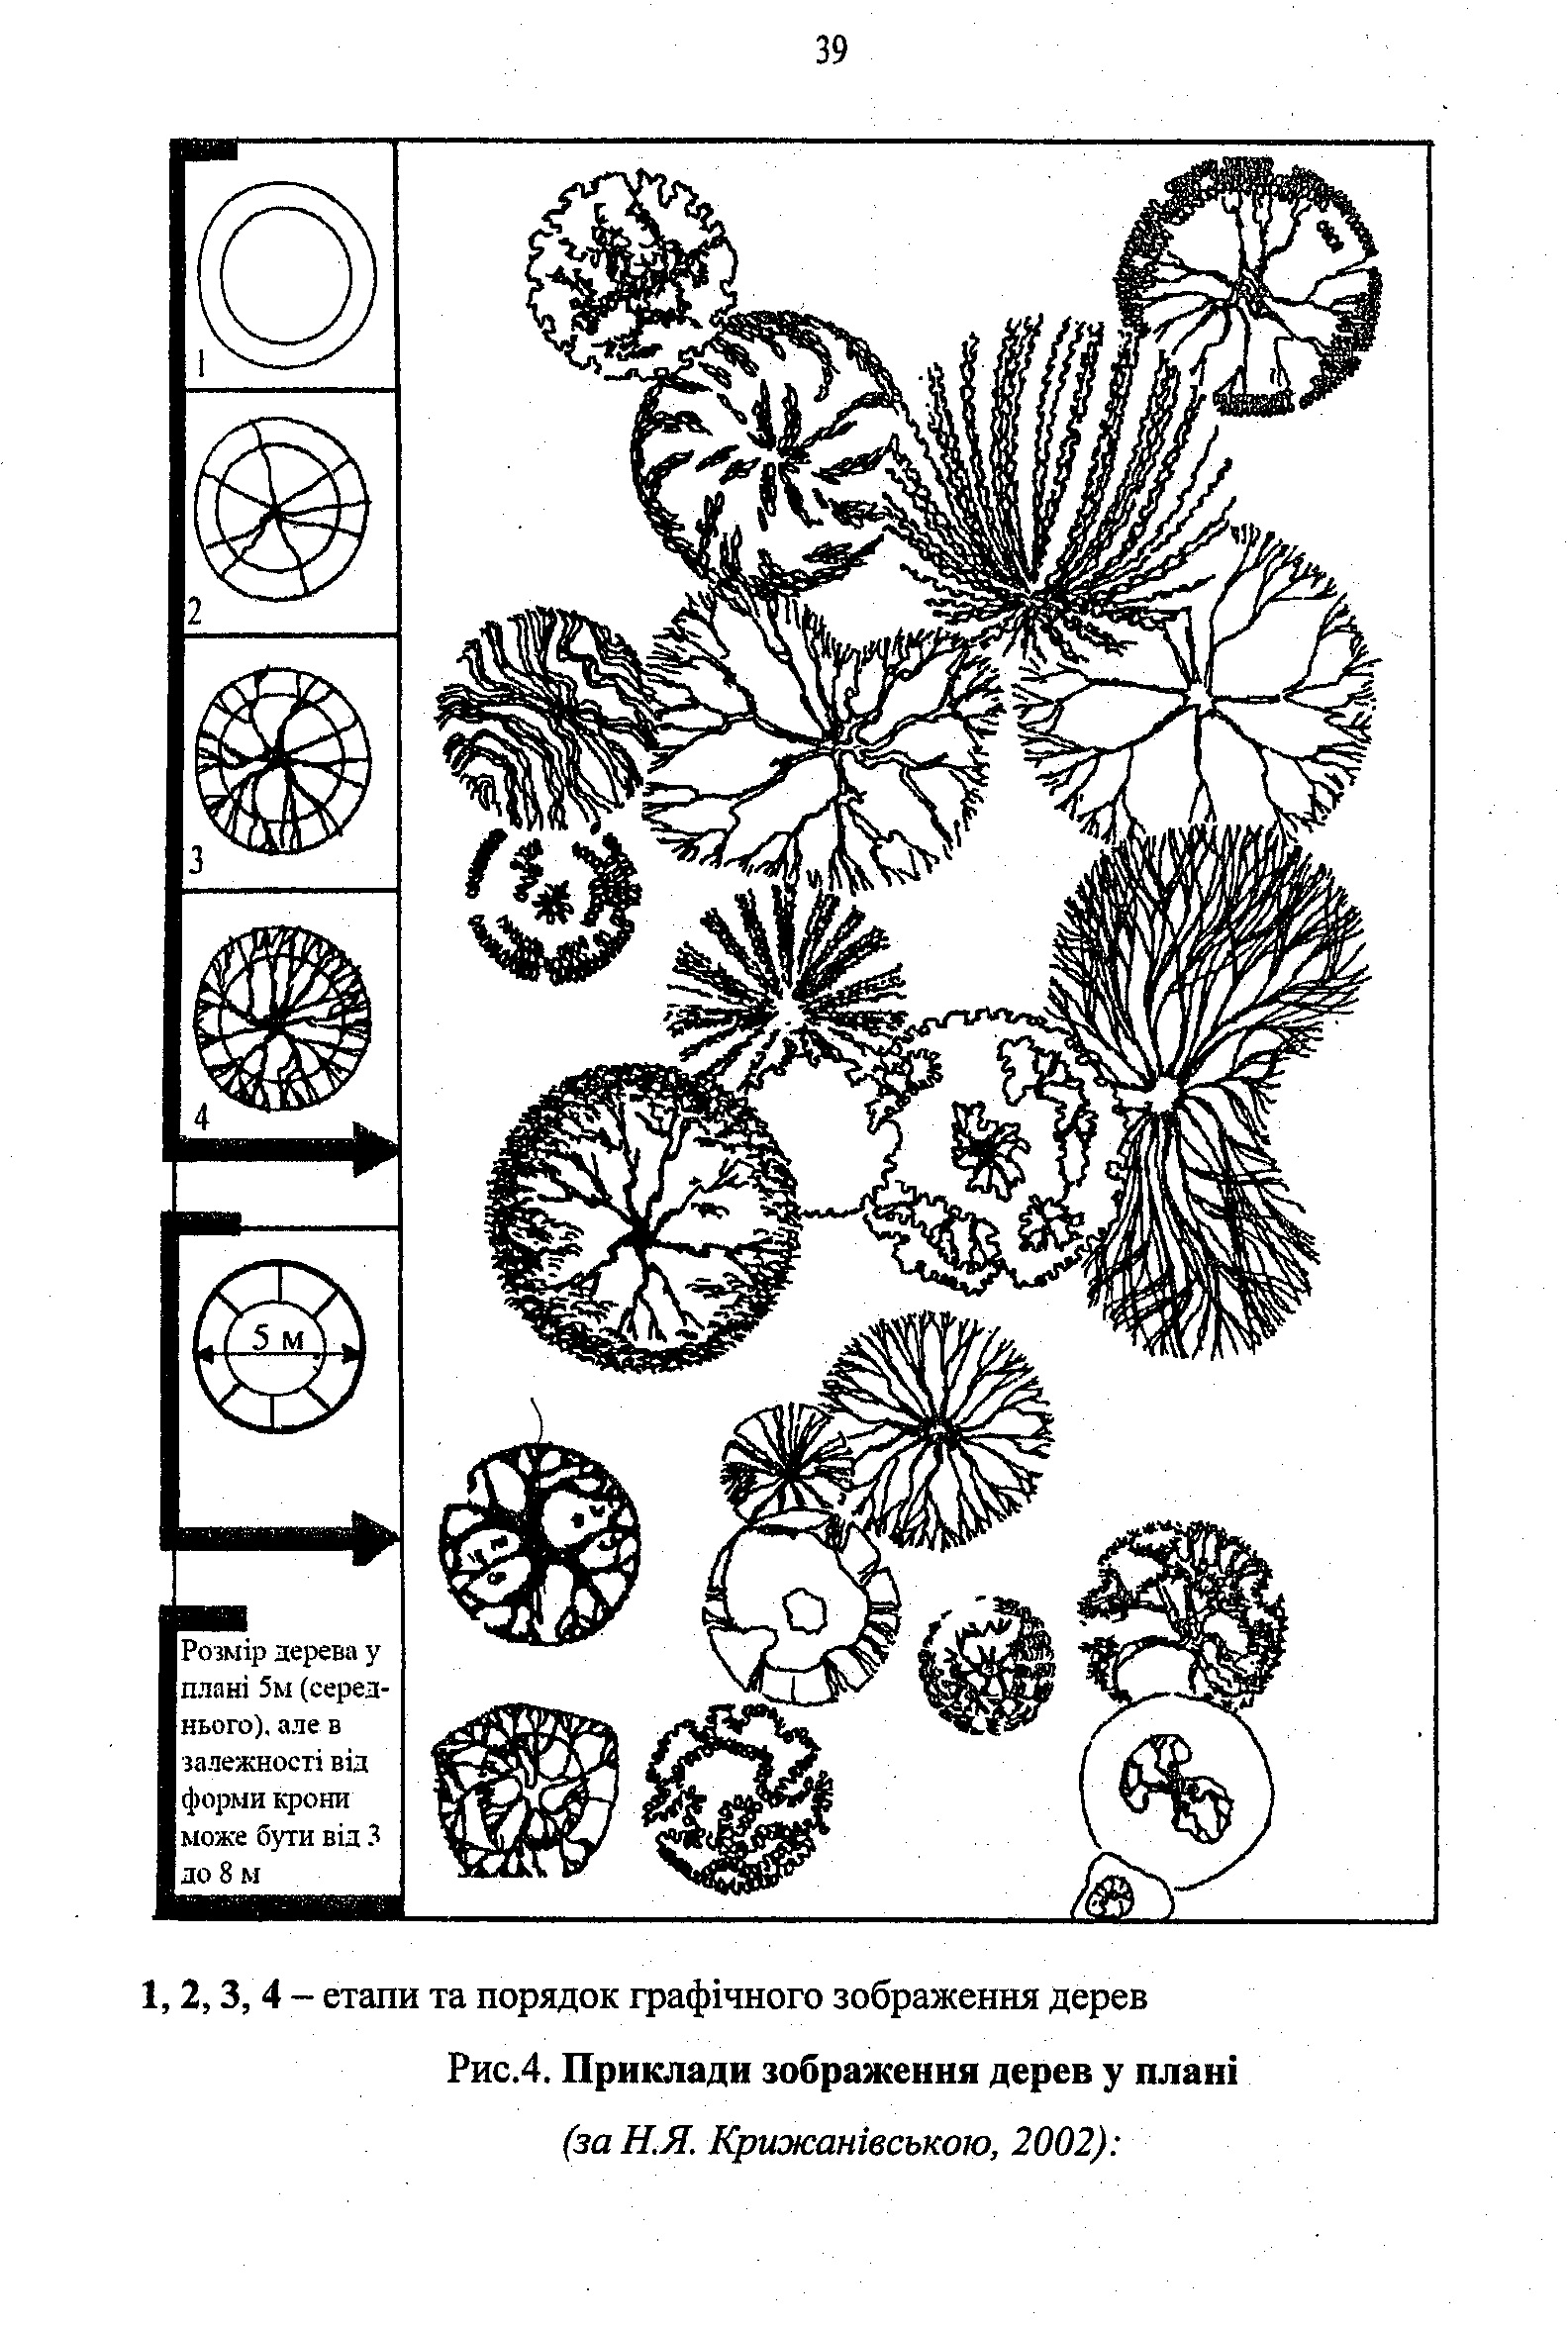 39
1
2
3
4
5 м
Розмір дерева у
плані 5м (серед-
нього), але в
залежності від
форми крони
може бути від 3
до 8 м
1, 2, 3, 4 – етапи та порядок графічного зображення дерев
Рис.4. Приклади зображення дерев у плані
(за Н.Я. Крижанівською, 2002):